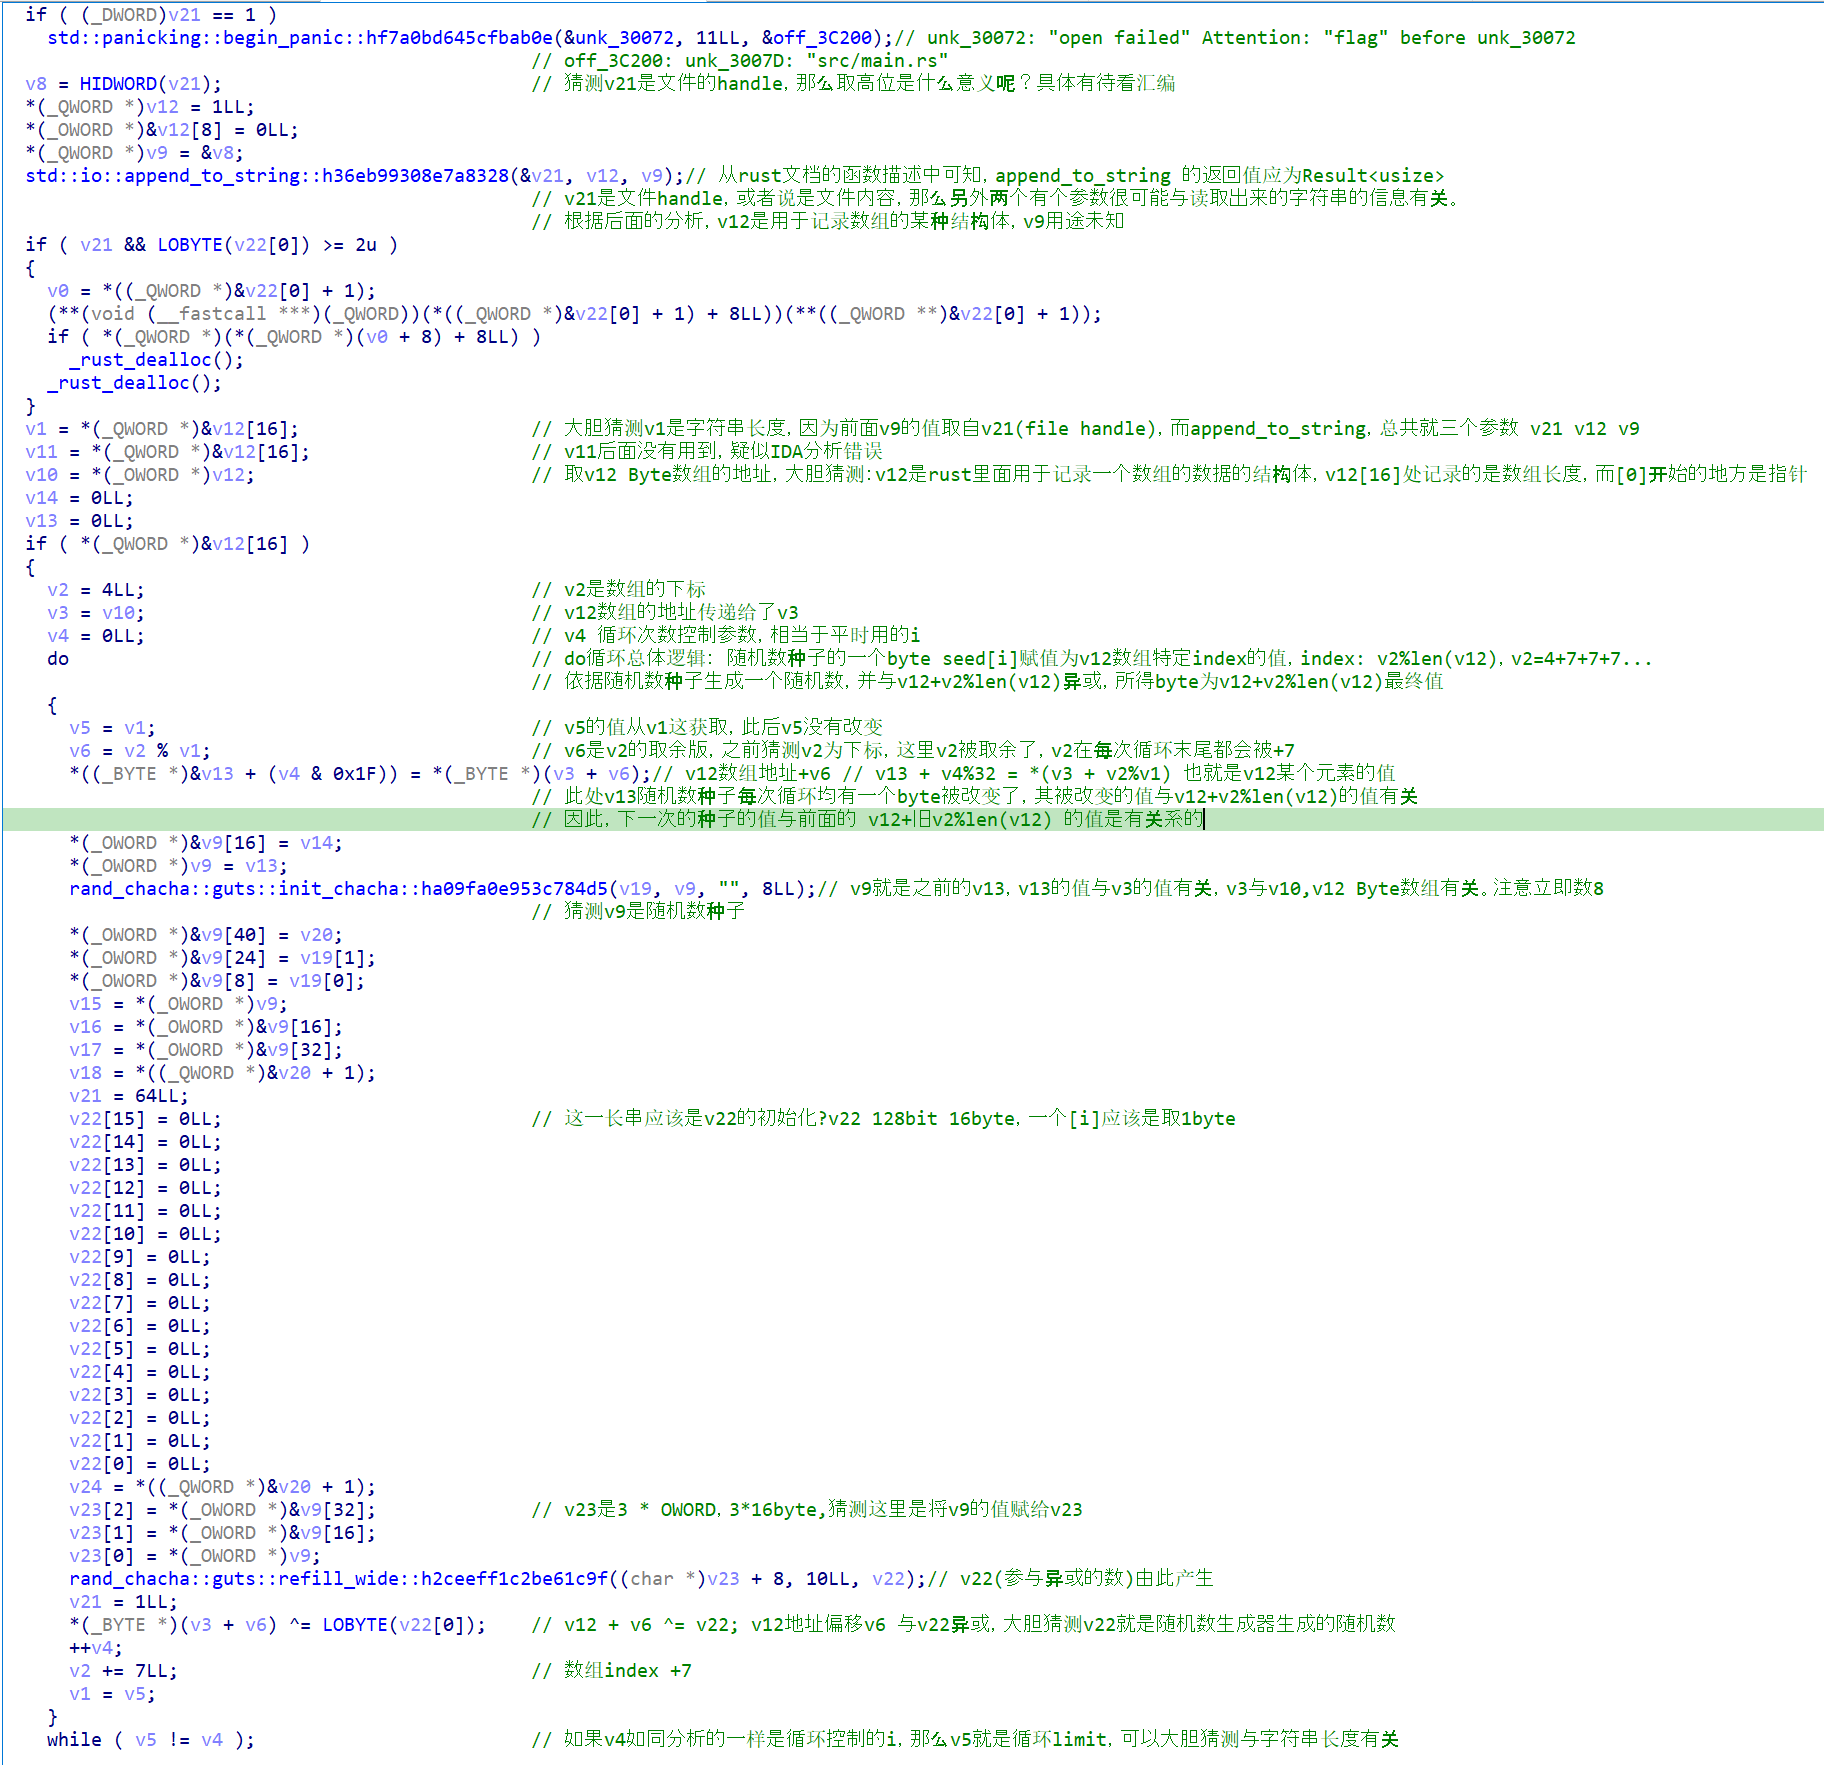 if ( (_DWORD)v21 == 1 )
  std::panicking::begin_panic::hf7a0bd645cfbab0e(&unk_30072, 11LL, &off_3C200);// unk_30072: "open failed" Attention: "flag" before unk_30072
                                              // off_3C200: unk_3007D: "src/main.rs"
v8 = HIDWORD(v21);                            // 猜测v21是文件的handle，那么取高位是什么意义呢？具体有待看汇编
*(_QWORD *)v12 = 1LL;
*(_OWORD *)&v12[8] = 0LL;
*(_QWORD *)v9 = &v8;
std::io::append_to_string::h36eb99308e7a8328(&v21, v12, v9);// 从rust文档的函数描述中可知，append_to_string 的返回值应为Result<usize>
                                              // v21是文件handle，或者说是文件内容，那么另外两个有个参数很可能与读取出来的字符串的信息有关。
                                              // 根据后面的分析，v12是用于记录数组的某种结构体，v9用途未知
if ( v21 && LOBYTE(v22[0]) >= 2u )
{
  v0 = *((_QWORD *)&v22[0] + 1);
  (**(void (__fastcall ***)(_QWORD))(*((_QWORD *)&v22[0] + 1) + 8LL))(**((_QWORD **)&v22[0] + 1));
  if ( *(_QWORD *)(*(_QWORD *)(v0 + 8) + 8LL) )
    _rust_dealloc();
  _rust_dealloc();
}
v1 = *(_QWORD *)&v12[16];                     // 大胆猜测v1是字符串长度，因为前面v9的值取自v21(file handle)，而append_to_string，总共就三个参数 v21 v12 v9
v11 = *(_QWORD *)&v12[16];                    // v11后面没有用到，疑似IDA分析错误
v10 = *(_QWORD *)v12;                         // 取v12 Byte数组的地址，大胆猜测：v12是rust里面用于记录一个数组的数据的结构体，v12[16]处记录的是数组长度，而[0]开始的地方是指针
v14 = 0LL;
v13 = 0LL;
if ( *(_QWORD *)&v12[16] )
{
  v2 = 4LL;                                   // v2是数组的下标
  v3 = v10;                                   // v12数组的地址传递给了v3
  v4 = 0LL;                                   // v4 循环次数控制参数，相当于平时用的i
  do                                          // do循环总体逻辑： 随机数种子的一个byte seed[i]赋值为v12数组特定index的值，index: v2%len(v12)，v2=4+7+7+7...
                                              // 依据随机数种子生成一个随机数，并与v12+v2%len(v12)异或，所得byte为v12+v2%len(v12)最终值
  {
    v5 = v1;                                  // v5的值从v1这获取，此后v5没有改变
    v6 = v2 % v1;                             // v6是v2的取余版，之前猜测v2为下标，这里v2被取余了，v2在每次循环末尾都会被+7
    *((_BYTE *)&v13 + (v4 & 0x1F)) = *(_BYTE *)(v3 + v6);// v12数组地址+v6 // v13 + v4%32 = *(v3 + v2%v1) 也就是v12某个元素的值
                                              // 此处v13随机数种子每次循环均有一个byte被改变了，其被改变的值与v12+v2%len(v12)的值有关
                                              // 因此，下一次的种子的值与前面的 v12+旧v2%len(v12) 的值是有关系的
    *(_OWORD *)&v9[16] = v14;
    *(_OWORD *)v9 = v13;
    rand_chacha::guts::init_chacha::ha09fa0e953c784d5(v19, v9, "", 8LL);// v9就是之前的v13，v13的值与v3的值有关，v3与v10,v12 Byte数组有关。注意立即数8
                                              // 猜测v9是随机数种子
    *(_OWORD *)&v9[40] = v20;
    *(_OWORD *)&v9[24] = v19[1];
    *(_OWORD *)&v9[8] = v19[0];
    v15 = *(_OWORD *)v9;
    v16 = *(_OWORD *)&v9[16];
    v17 = *(_OWORD *)&v9[32];
    v18 = *((_QWORD *)&v20 + 1);
    v21 = 64LL;
    v22[15] = 0LL;                            // 这一长串应该是v22的初始化?v22 128bit 16byte，一个[i]应该是取1byte
    v22[14] = 0LL;
    v22[13] = 0LL;
    v22[12] = 0LL;
    v22[11] = 0LL;
    v22[10] = 0LL;
    v22[9] = 0LL;
    v22[8] = 0LL;
    v22[7] = 0LL;
    v22[6] = 0LL;
    v22[5] = 0LL;
    v22[4] = 0LL;
    v22[3] = 0LL;
    v22[2] = 0LL;
    v22[1] = 0LL;
    v22[0] = 0LL;
    v24 = *((_QWORD *)&v20 + 1);
    v23[2] = *(_OWORD *)&v9[32];              // v23是3 * OWORD，3*16byte,猜测这里是将v9的值赋给v23
    v23[1] = *(_OWORD *)&v9[16];
    v23[0] = *(_OWORD *)v9;
    rand_chacha::guts::refill_wide::h2ceeff1c2be61c9f((char *)v23 + 8, 10LL, v22);// v22(参与异或的数)由此产生
    v21 = 1LL;
    *(_BYTE *)(v3 + v6) ^= LOBYTE(v22[0]);    // v12 + v6 ^= v22; v12地址偏移v6 与v22异或，大胆猜测v22就是随机数生成器生成的随机数
    ++v4;
    v2 += 7LL;                                // 数组index +7
    v1 = v5;
  }
  while ( v5 != v4 );                         // 如果v4如同分析的一样是循环控制的i，那么v5就是循环limit，可以大胆猜测与字符串长度有关